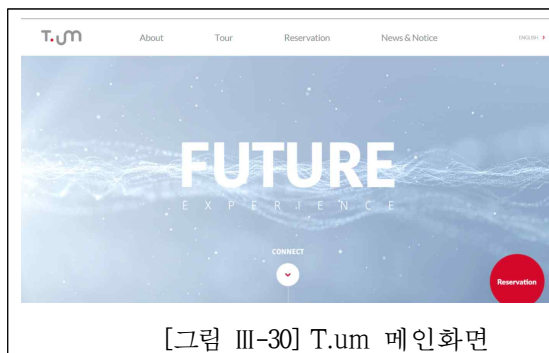 T.um About Tour Reservation News & Notice ENGLISH
FUTURE
EXPERIENCE
CONNECT
Reservation
[그림 Ⅲ-30] T.um 메인화면